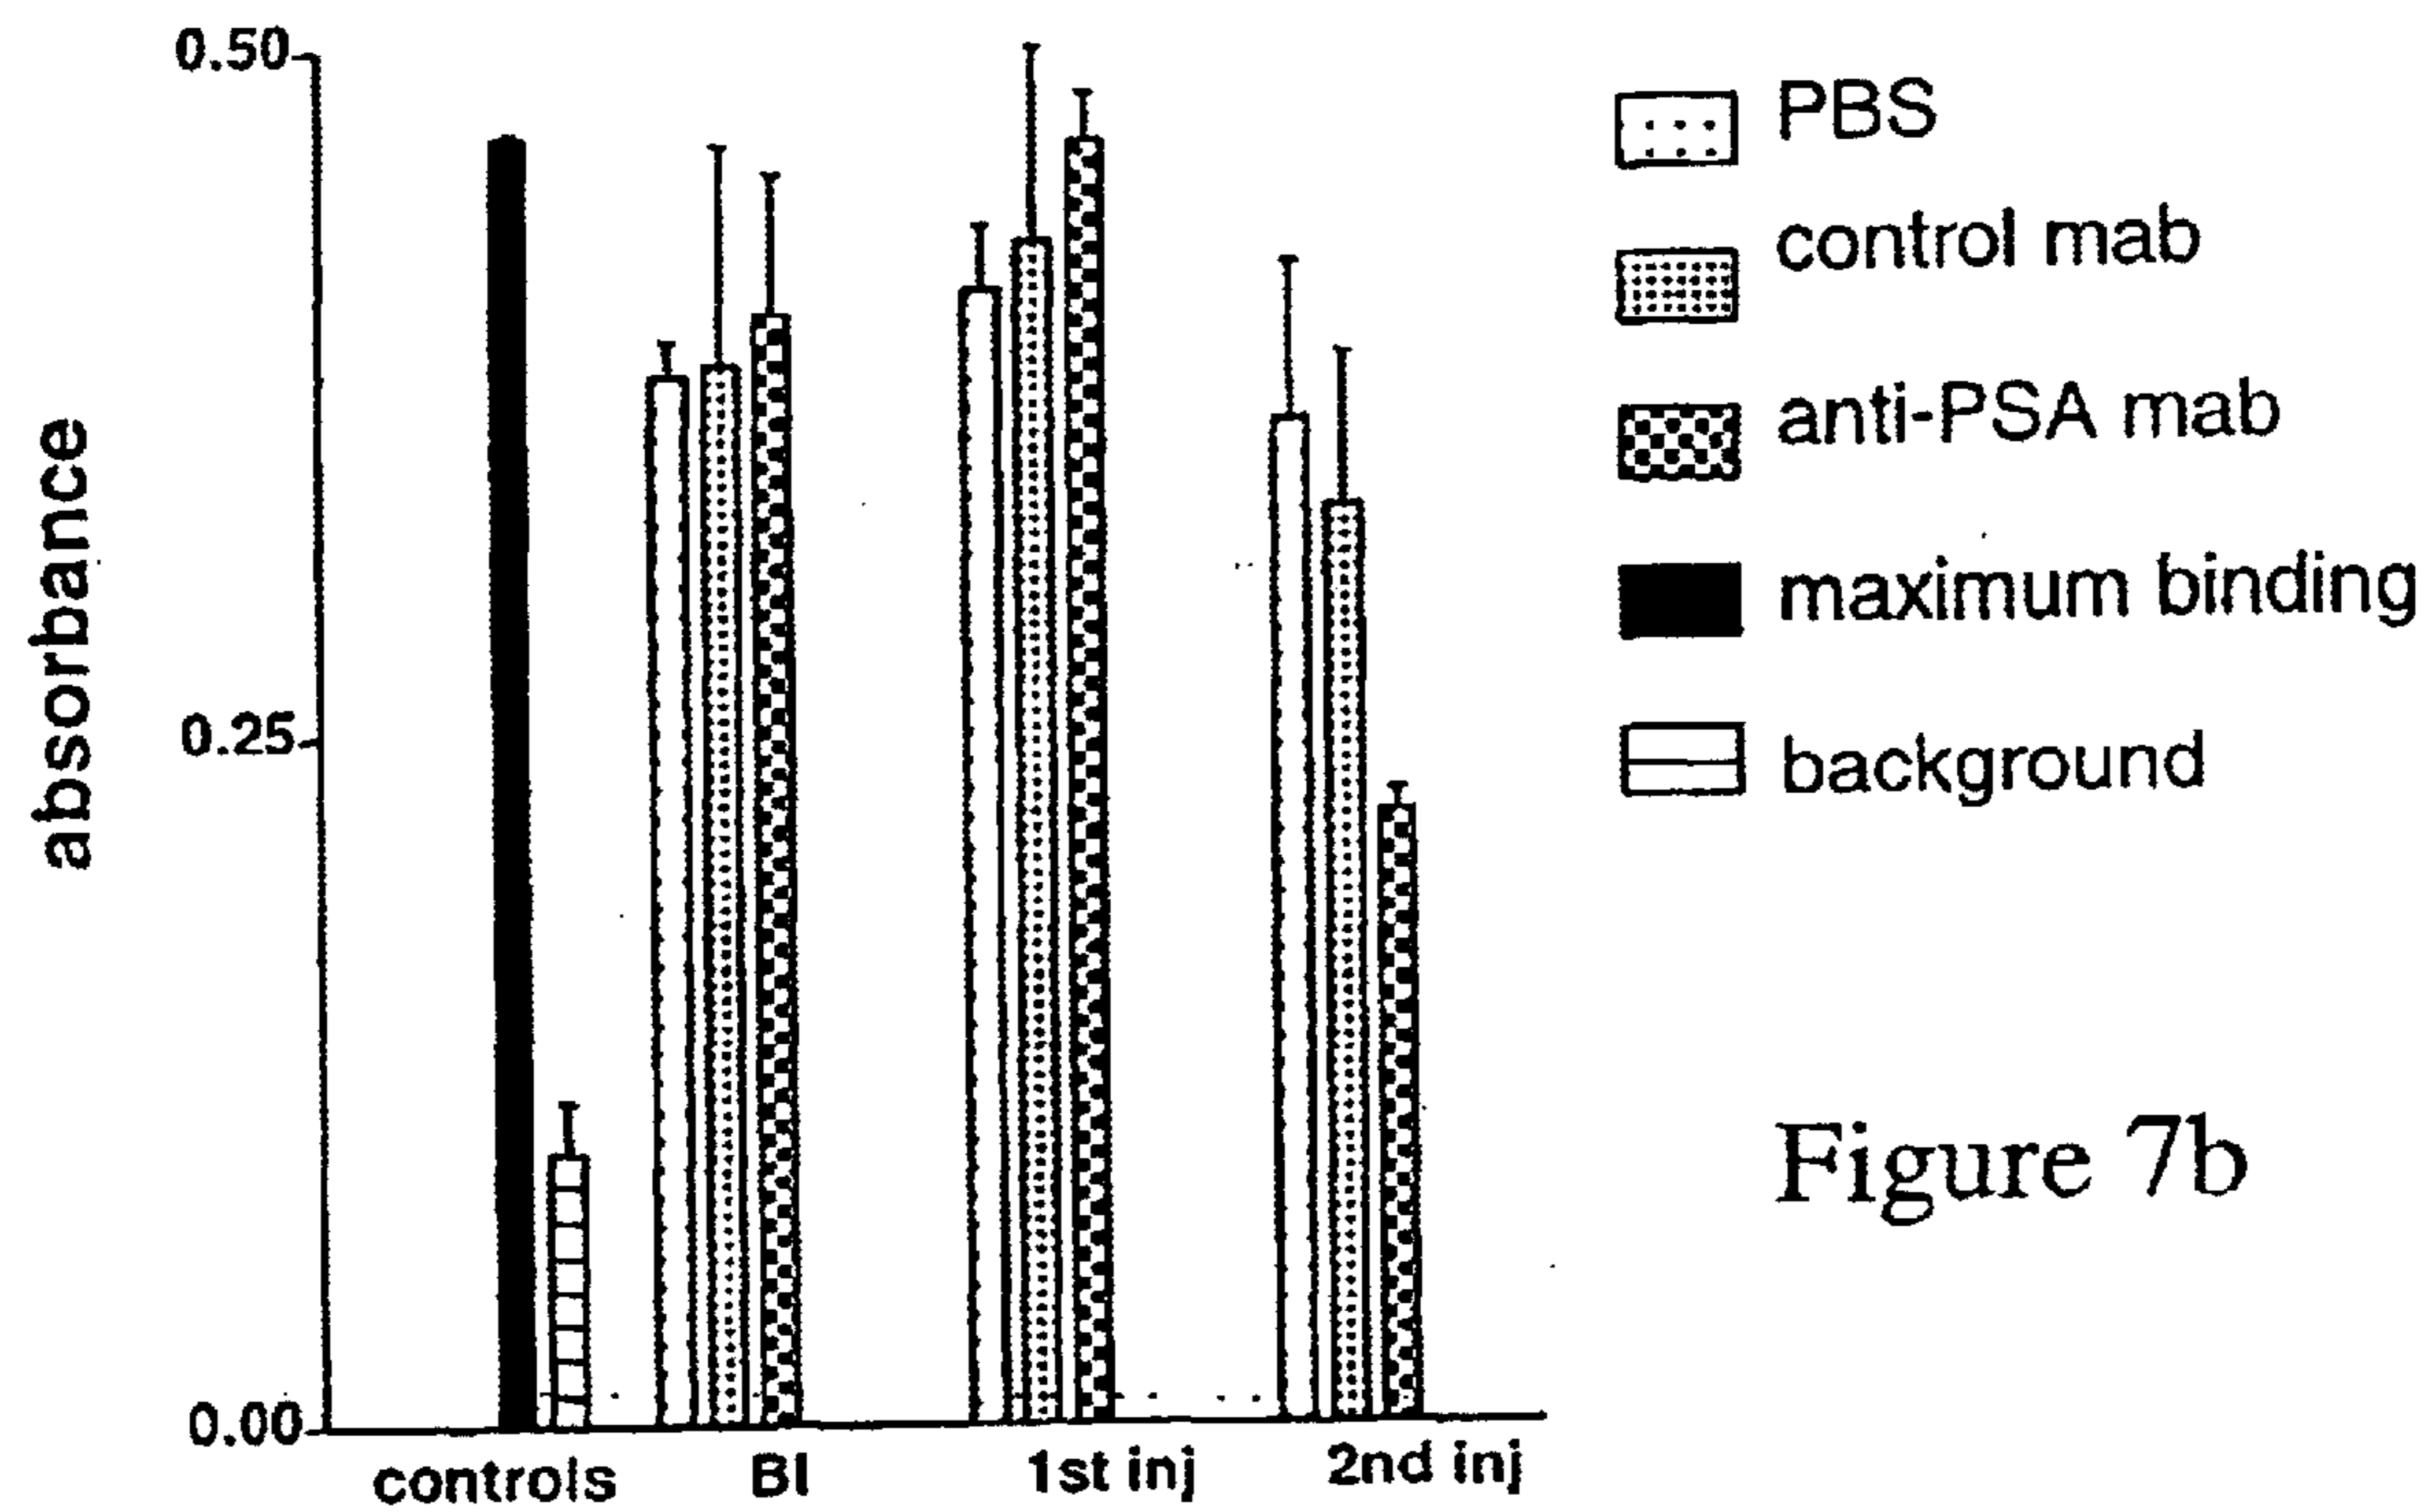 0.50
0.25
0.00
absorbance
controls
BI
1st inj
2nd inj
PBS
control mab
anti-PSA mab
maximum binding
background
Figure 7b